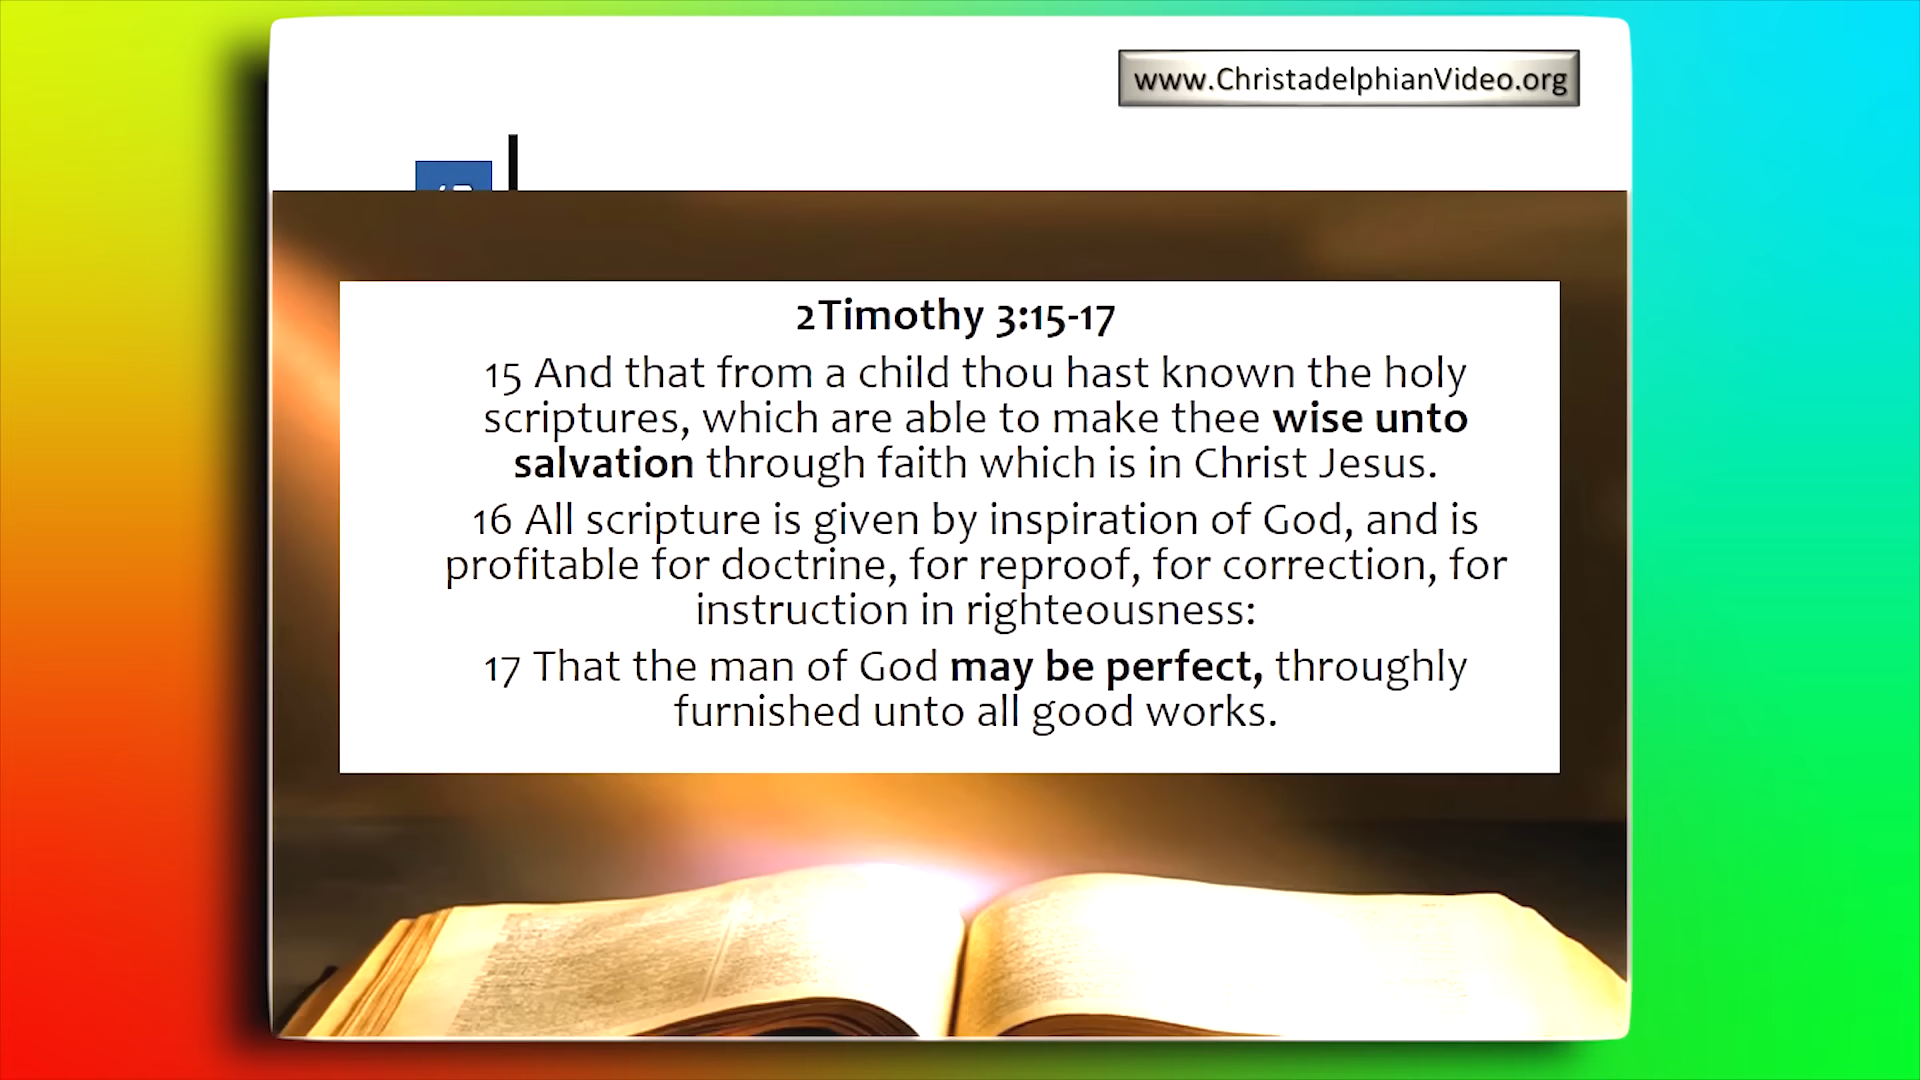 www.ChristadelphianVideo.org
2Timothy 3:15-17
15 And that from a child thou hast known the holy
scriptures, which are able to make thee wise unto
salvation through faith which is in Christ Jesus.
16 All scripture is given by inspiration of God, and is
profitable for doctrine, for reproof, for correction, for
instruction in righteousness:
17 That the man of God may be perfect, throughly
furnished unto all good works.